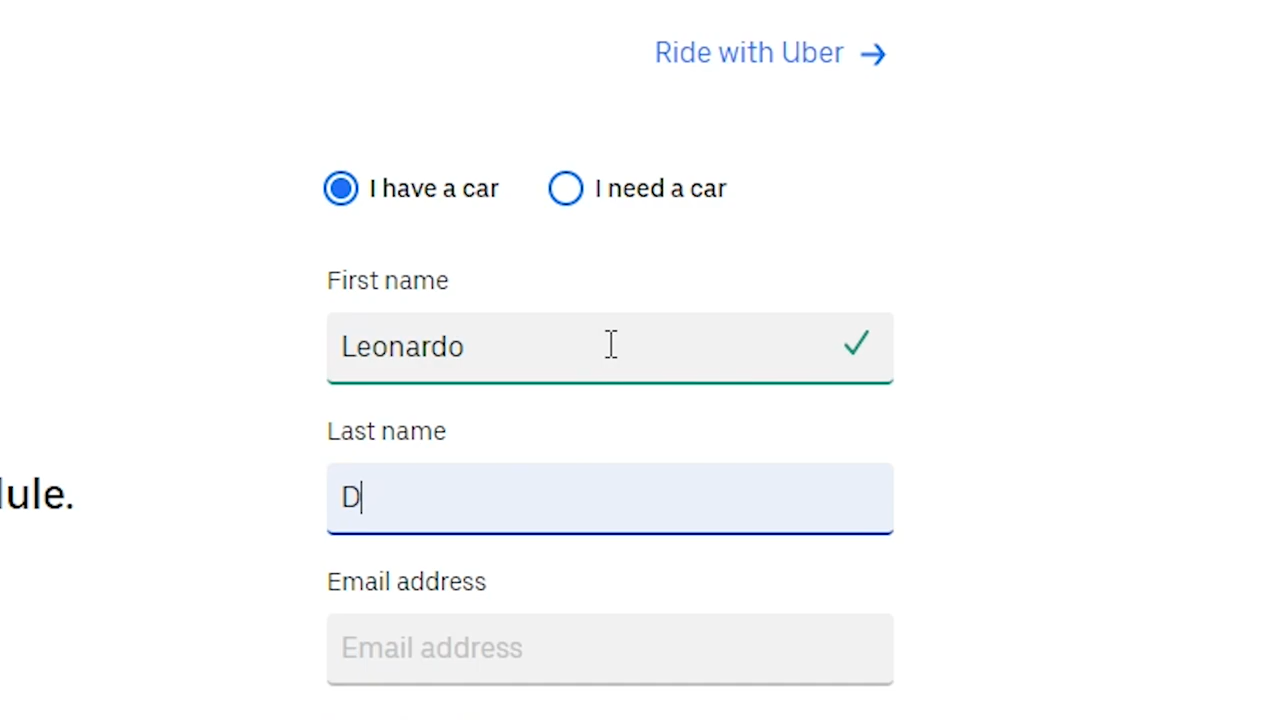 Ride with Uber →
I have a car I need a car
First name
Leonardo
Last name
D
lule.
Email address
Email address